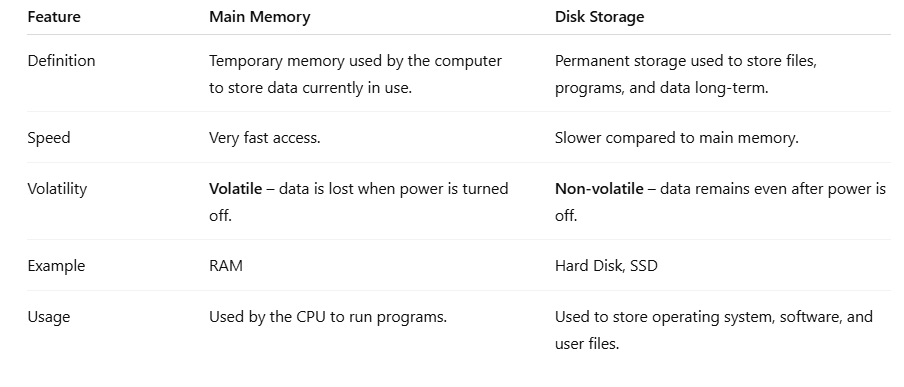 Feature Main Memory Disk Storage
Definition Temporary memory used by the computer Permanent storage used to store files,
to store data currently in use. programs, and data long-term.
Speed Very fast access. Slower compared to main memory.
Volatility Volatile – data is lost when power is turned Non-volatile – data remains even after power is
off. off.
Example RAM Hard Disk, SSD
Usage Used by the CPU to run programs. Used to store operating system, software, and
user files.